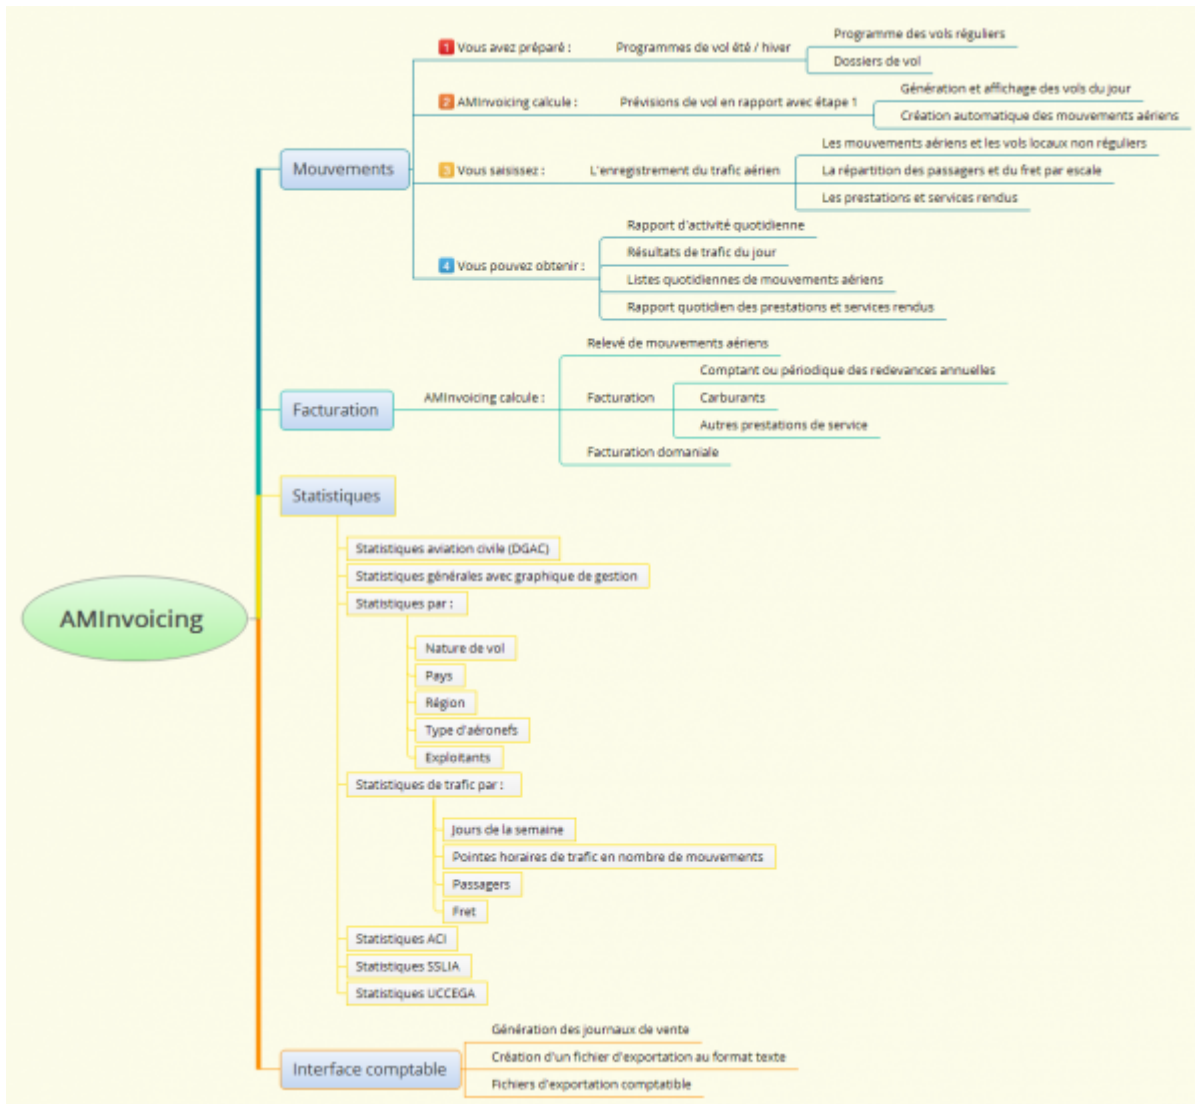 1 Vous avez préparé : Programmes de vol été / hiver
Programme des vols réguliers
Dossiers de vol
2 AMInvoicing calcule : Prévisions de vol en rapport avec étape 1
Génération et affichage des vols du jour
Création automatique des mouvements aériens
Mouvements
3 Vous saisissez : L'enregistrement du trafic aérien
Les mouvements aériens et les vols locaux non réguliers
La répartition des passagers et du fret par escale
Les prestations et services rendus
4 Vous pouvez obtenir :
Rapport d'activité quotidienne
Résultats de trafic du jour
Listes quotidiennes de mouvements aériens
Rapport quotidien des prestations et services rendus
Facturation
AMInvoicing calcule :
Relevé de mouvements aériens
Facturation
Comptant ou périodique des redevances annuelles
Carburants
Autres prestations de service
Facturation domaniale
Statistiques
Statistiques aviation civile (DGAC)
Statistiques générales avec graphique de gestion
Statistiques par :
Nature de vol
Pays
Région
Type d'aéronefs
Exploitants
Statistiques de trafic par :
Jours de la semaine
Pointes horaires de trafic en nombre de mouvements
Passagers
Fret
Statistiques ACI
Statistiques SSLIA
Statistiques UCCEGA
AMInvoicing
Interface comptable
Génération des journaux de vente
Création d'un fichier d'exportation au format texte
Fichiers d'exportation comptatible